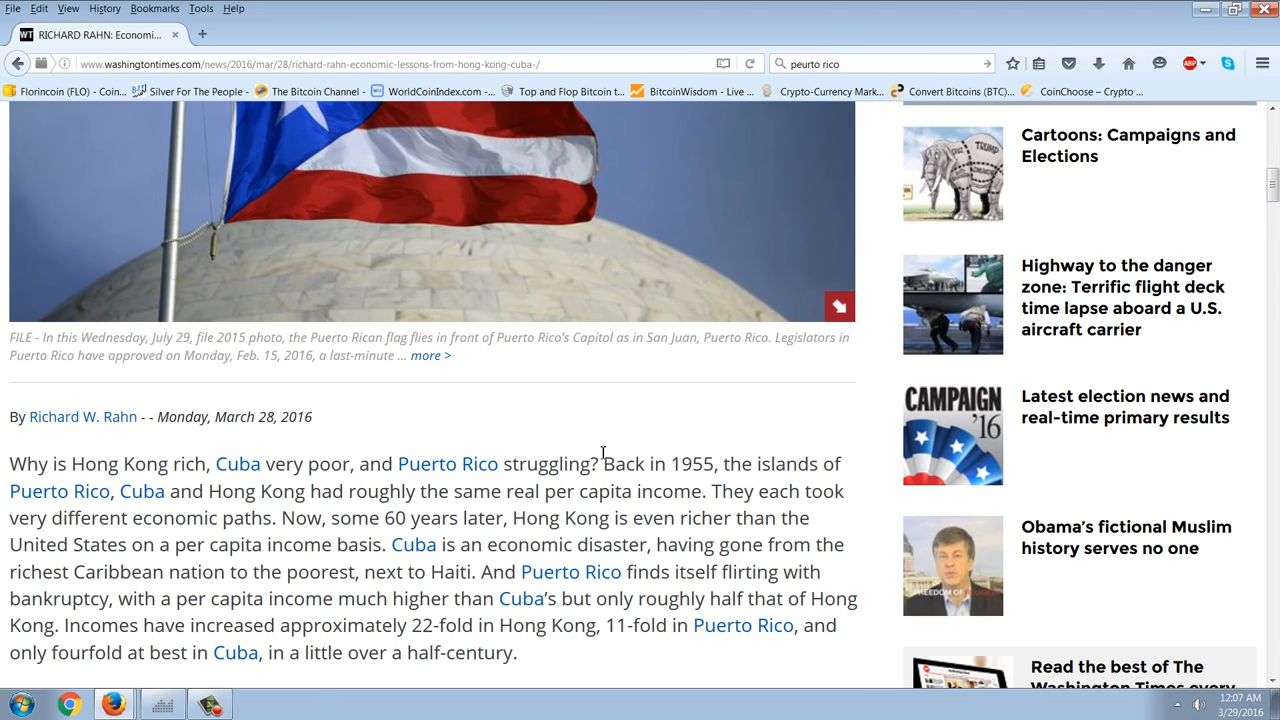 File Edit View History Bookmarks Tools Help
WT RICHARD RAHN: Economi...
www.washingtontimes.com/news/2016/mar/28/richard-rahn-economic-lessons-from-hong-kong-cuba-/
peurto rico
ABP
Florincoin (FLO) - Coin... Silver For The People - The Bitcoin Channel - WorldCoinIndex.com -... Top and Flop Bitcoin t... BitcoinWisdom - Live ... Crypto-Currency Mark... Convert Bitcoins (BTC)... CoinChoose – Crypto ...
FILE - In this Wednesday, July 29, file 2015 photo, the Puerto Rican flag flies in front of Puerto Rico's Capitol as in San Juan, Puerto Rico. Legislators in
Puerto Rico have approved on Monday, Feb. 15, 2016, a last-minute ... more >
By Richard W. Rahn - - Monday, March 28, 2016
Why is Hong Kong rich, Cuba very poor, and Puerto Rico struggling? Back in 1955, the islands of
Puerto Rico, Cuba and Hong Kong had roughly the same real per capita income. They each took
very different economic paths. Now, some 60 years later, Hong Kong is even richer than the
United States on a per capita income basis. Cuba is an economic disaster, having gone from the
richest Caribbean nation to the poorest, next to Haiti. And Puerto Rico finds itself flirting with
bankruptcy, with a per capita income much higher than Cuba's but only roughly half that of Hong
Kong. Incomes have increased approximately 22-fold in Hong Kong, 11-fold in Puerto Rico, and
only fourfold at best in Cuba, in a little over a half-century.
TRUMP
Cartoons: Campaigns and
Elections
Highway to the danger
zone: Terrific flight deck
time lapse aboard a U.S.
aircraft carrier
CAMPAIGN
'16
Latest election news and
real-time primary results
Obama's fictional Muslim
history serves no one
Read the best of The
Washington Times every
12:07 AM
3/29/2016